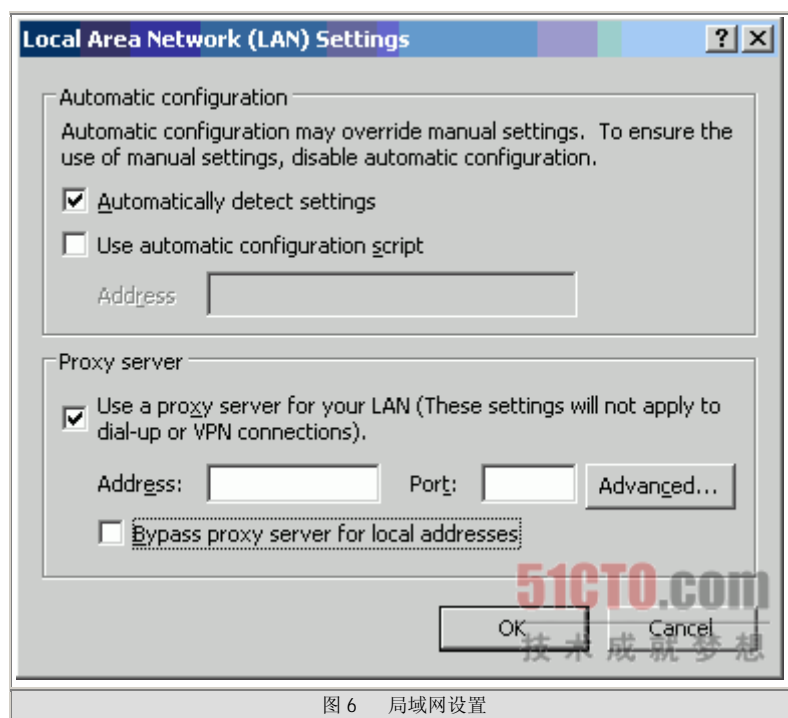 Local Area Network (LAN) Settings
Automatic configuration
Automatic configuration may override manual settings. To ensure the
use of manual settings, disable automatic configuration.
Automatically detect settings
Use automatic configuration script
Address
Proxy server
Use a proxy server for your LAN (These settings will not apply to
dial-up or VPN connections).
Address:
Port:
Advanced...
Bypass proxy server for local addresses
51CTO.com
OK
Cancel
技术成就梦想
图 6 局域网设置